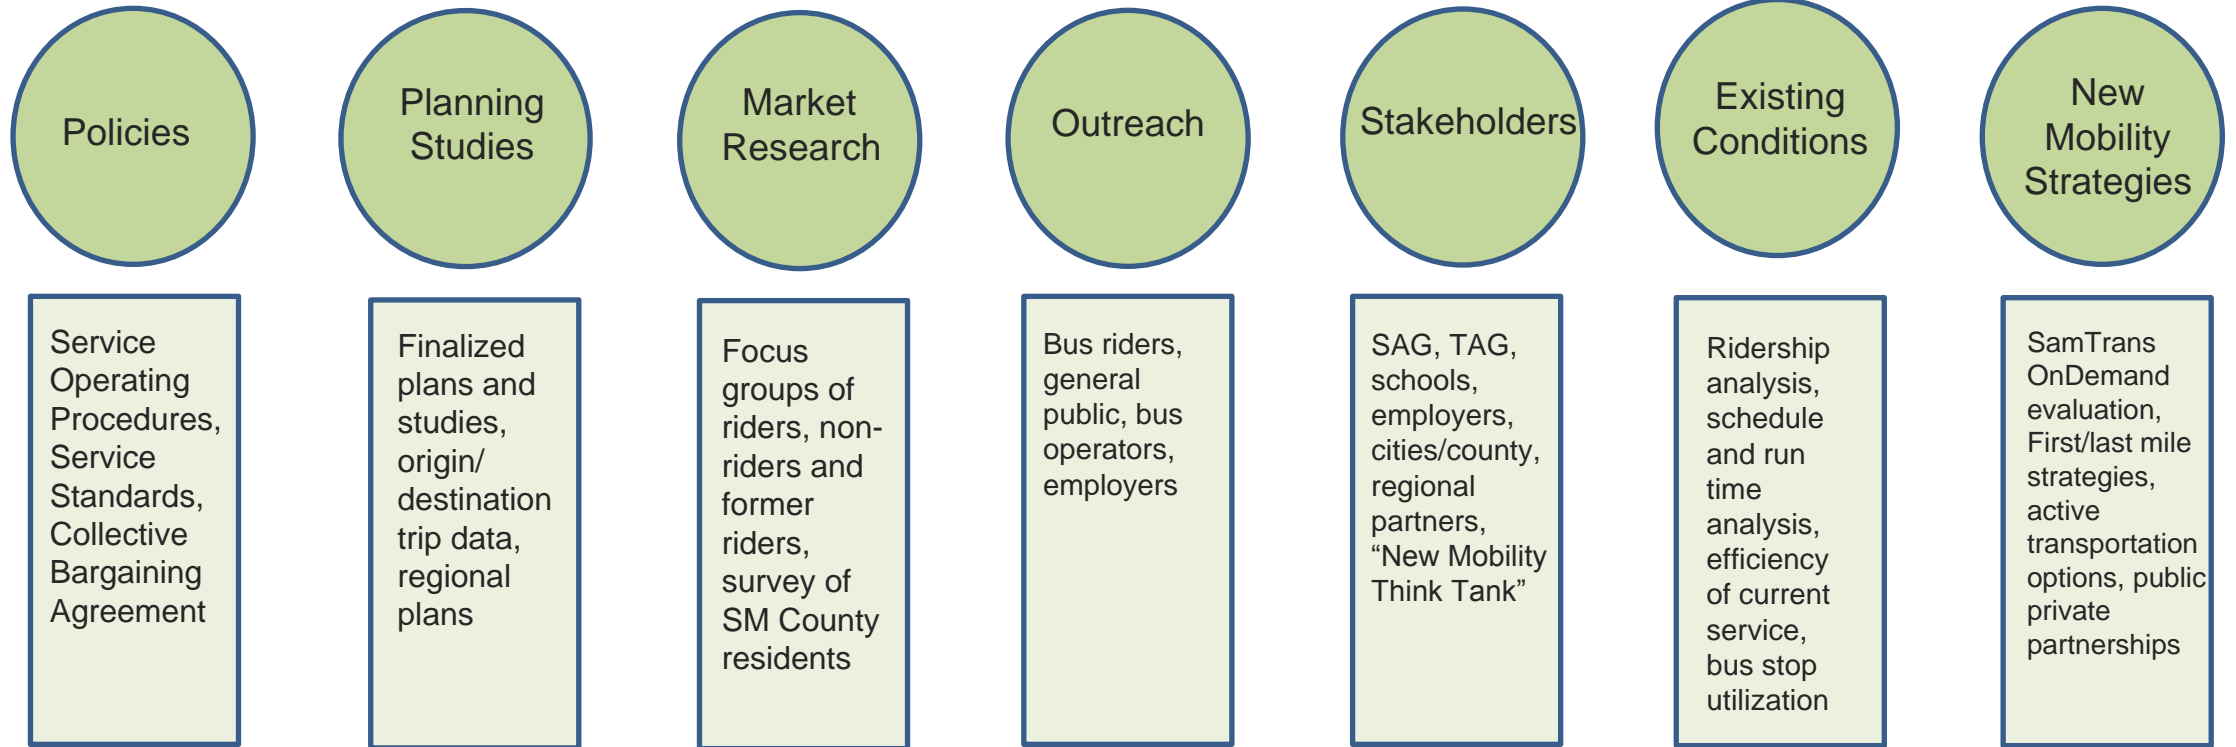 Policies
Service
Operating
Procedures,
Service
Standards,
Collective
Bargaining
Agreement
Planning
Studies
Finalized
plans and
studies,
origin/
destination
trip data,
regional
plans
Market
Research
Focus
groups of
riders, non-
riders and
former
riders,
survey of
SM County
residents
Outreach
Bus riders,
general
public, bus
operators,
employers
Stakeholders
SAG, TAG,
schools,
employers,
cities/county,
regional
partners,
“New Mobility
Think Tank”
Existing
Conditions
Ridership
analysis,
schedule
and run
time
analysis,
efficiency
of current
service,
bus stop
utilization
New
Mobility
Strategies
SamTrans
OnDemand
evaluation,
First/last mile
strategies,
active
transportation
options, public
private
partnerships